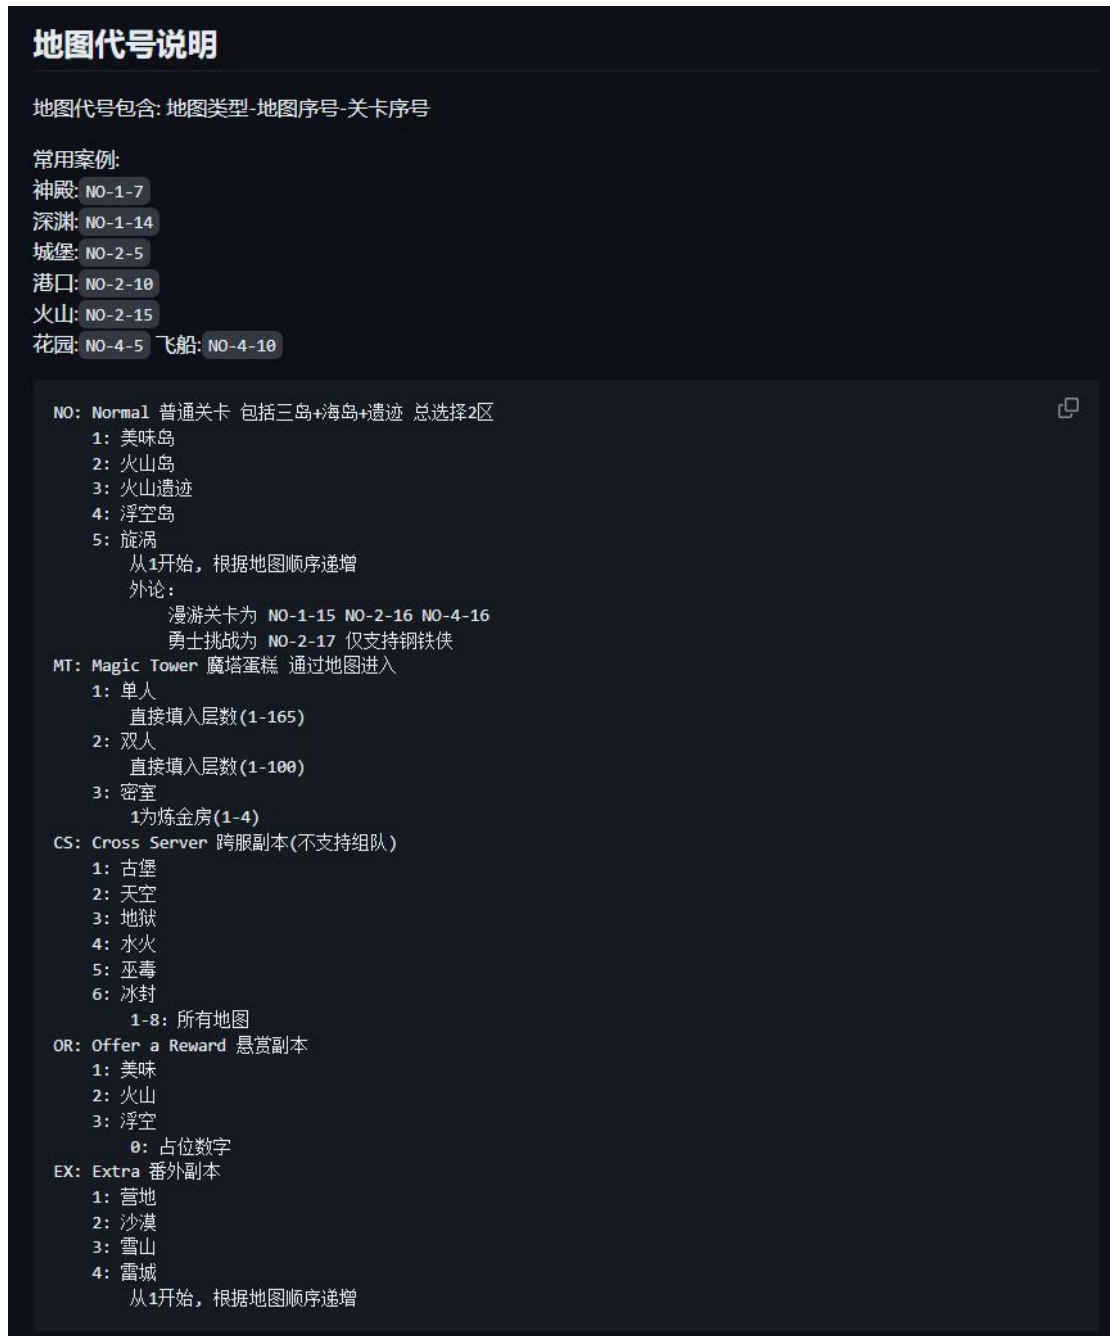 地图代号说明
地图代号包含: 地图类型-地图序号-关卡序号
常用案例:
神殿: NO-1-7
深渊: NO-1-14
城堡: NO-2-5
港口: NO-2-10
火山: NO-2-15
花园: NO-4-5 飞船: NO-4-10
NO: Normal 普通关卡 包括三岛+海岛+遗迹 总选择2区
1: 美味岛
2: 火山岛
3: 火山遗迹
4: 浮空岛
5: 旋涡
从1开始, 根据地图顺序递增
外论:
漫游关卡为 NO-1-15 NO-2-16 NO-4-16
勇士挑战为 NO-2-17 仅支持钢铁侠
MT: Magic Tower 魔塔蛋糕 通过地图进入
1: 单人
直接填入层数(1-165)
2: 双人
直接填入层数(1-100)
3: 密室
1为炼金房(1-4)
CS: Cross Server 跨服副本(不支持组队)
1: 古堡
2: 天空
3: 地狱
4: 水火
5: 巫毒
6: 冰封
1-8: 所有地图
OR: Offer a Reward 悬赏副本
1: 美味
2: 火山
3: 浮空
0: 占位数字
EX: Extra 番外副本
1: 营地
2: 沙漠
3: 雪山
4: 雷城
从1开始, 根据地图顺序递增